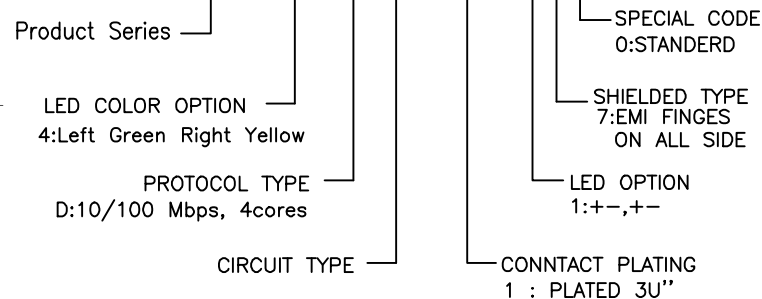 Product Series
SPECIAL CODE
0:STANDERD
LED COLOR OPTION
4:Left Green Right Yellow
SHIELDED TYPE
7:EMI FINGES
ON ALL SIDE
PROTOCOL TYPE
D:10/100 Mbps, 4cores
LED OPTION
1:+-,+-
CIRCUIT TYPE
CONNTACT PLATING
1 : PLATED 3U''